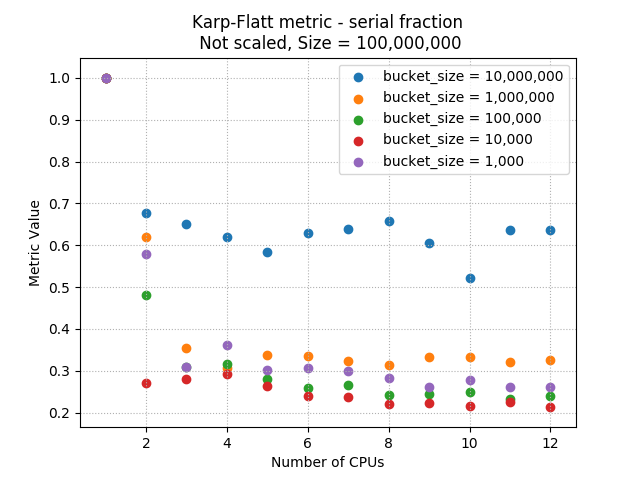 Karp-Flatt metric - serial fraction
Not scaled, Size = 100,000,000
bucket_size = 10,000,000
bucket_size = 1,000,000
bucket_size = 100,000
bucket_size = 10,000
bucket_size = 1,000
Metric Value
1.0
0.9
0.8
0.7
0.6
0.5
0.4
0.3
0.2
2 4 6 8 10 12
Number of CPUs